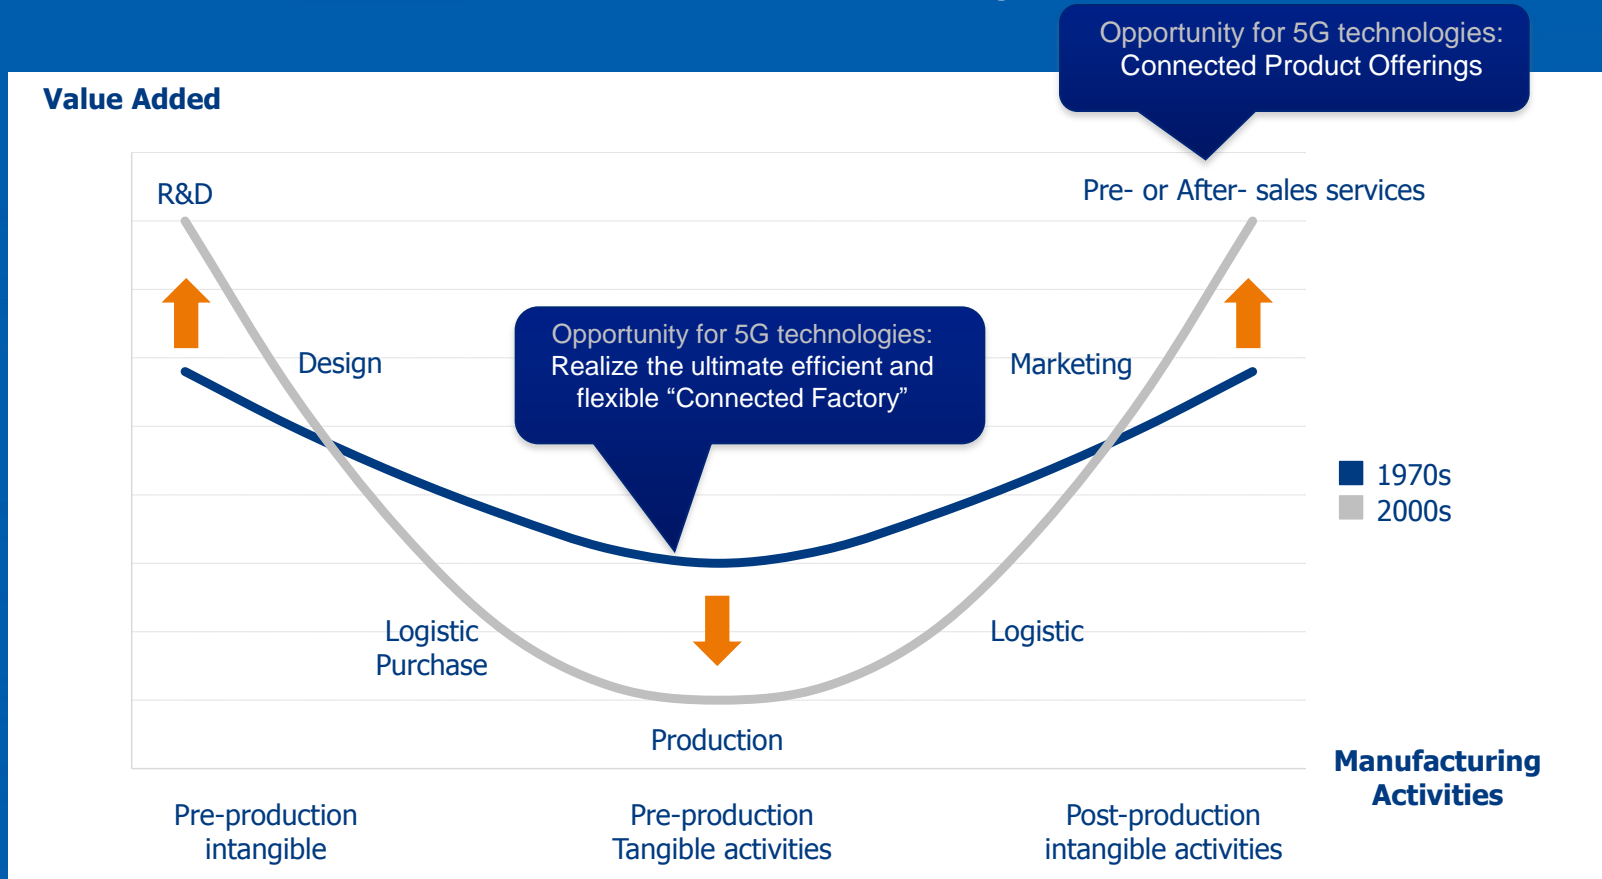 Opportunity for 5G technologies:
Connected Product Offerings
Value Added
R&D
Pre- or After- sales services
Opportunity for 5G technologies:
Realize the ultimate efficient and
flexible “Connected Factory”
Design
Marketing
1970s
2000s
Logistic
Purchase
Logistic
Production
Manufacturing
Activities
Pre-production
intangible
Pre-production
Tangible activities
Post-production
intangible activities